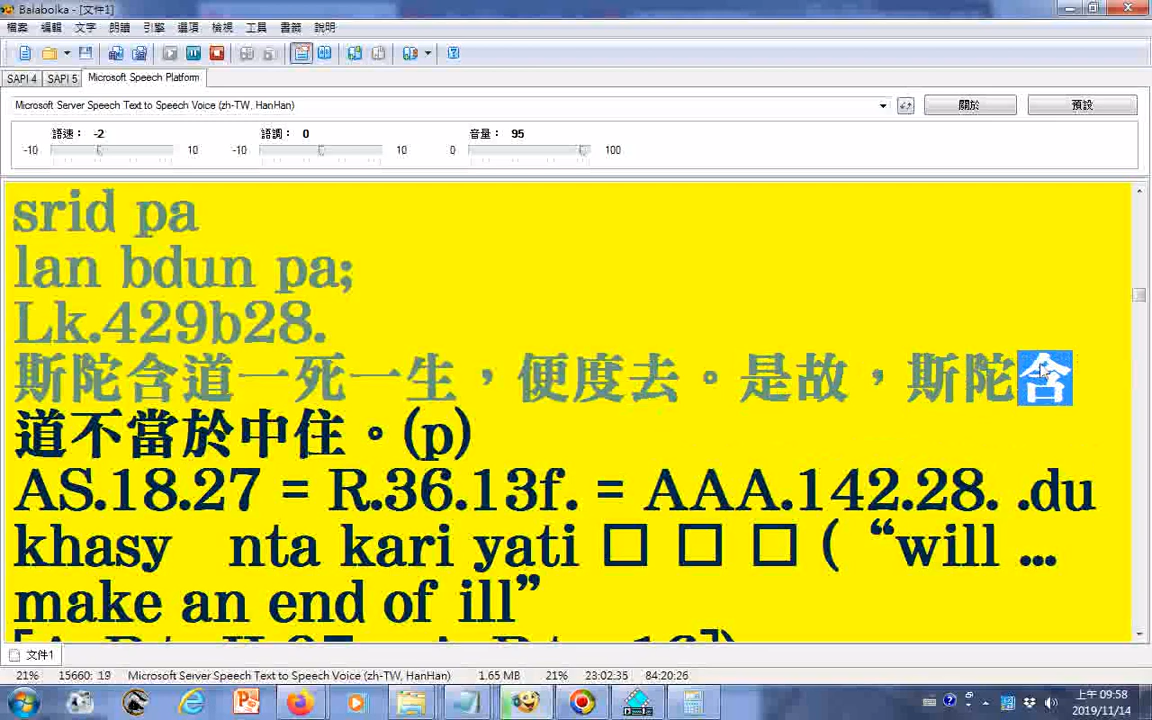 Balabolka - [文件1]
檔案 編輯 文字 朗讀 引擎 選項 檢視 工具 書籤 說明
SAPI 4 SAPI 5 Microsoft Speech Platform
Microsoft Server Speech Text to Speech Voice (zh-TW, HanHan) 關於 預設
語速： -2 語調： 0 音量： 95
-10 10 -10 10 0 100
srid pa
lan bdun pa;
Lk.429b28.
斯陀含道一死一生，便度去。是故，斯陀含
道不當於中住。(p)
AS.18.27 = R.36.13f. = AAA.142.28. .du
khasy nta kari yati □ □ □ ( “will ...
make an end of ill”
文件1
21% 15660: 19 Microsoft Server Speech Text to Speech Voice (zh-TW, HanHan) 1.65 MB 21% 23:02:35 84:20:26
上午 09:58
2019/11/14